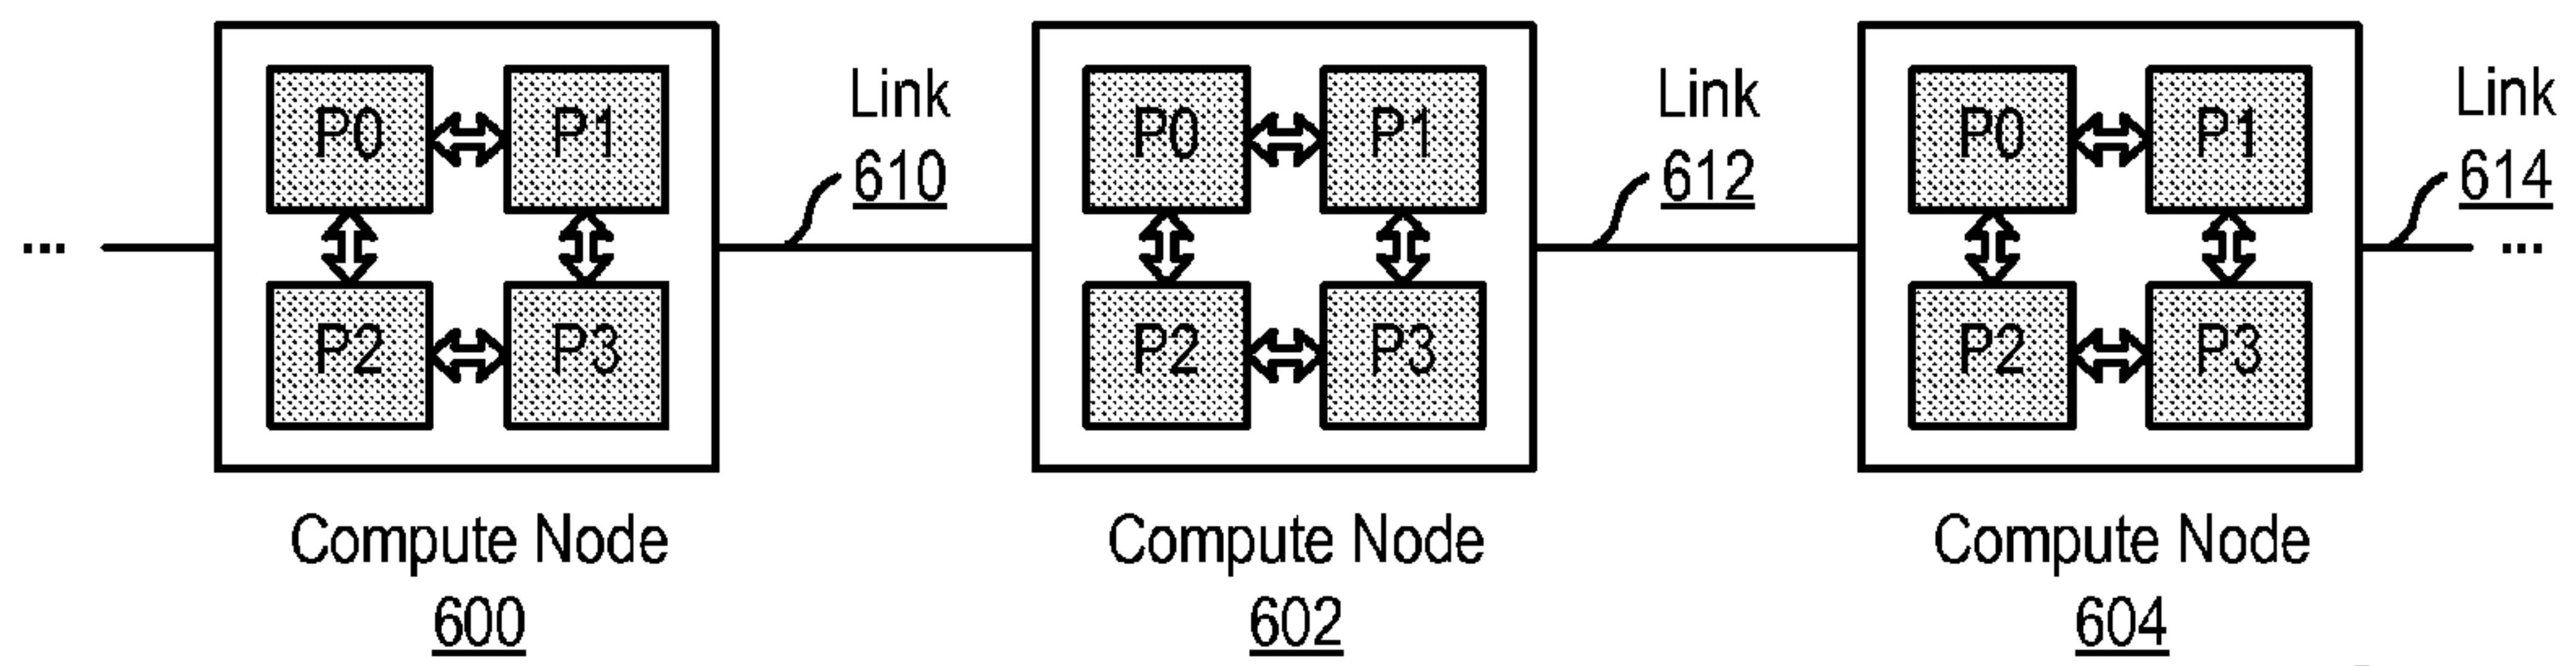 P0 P1
P2 P3
Link
610
P0 P1
P2 P3
Link
612
P0 P1
P2 P3
Link
614
...
...
Compute Node
600
Compute Node
602
Compute Node
604